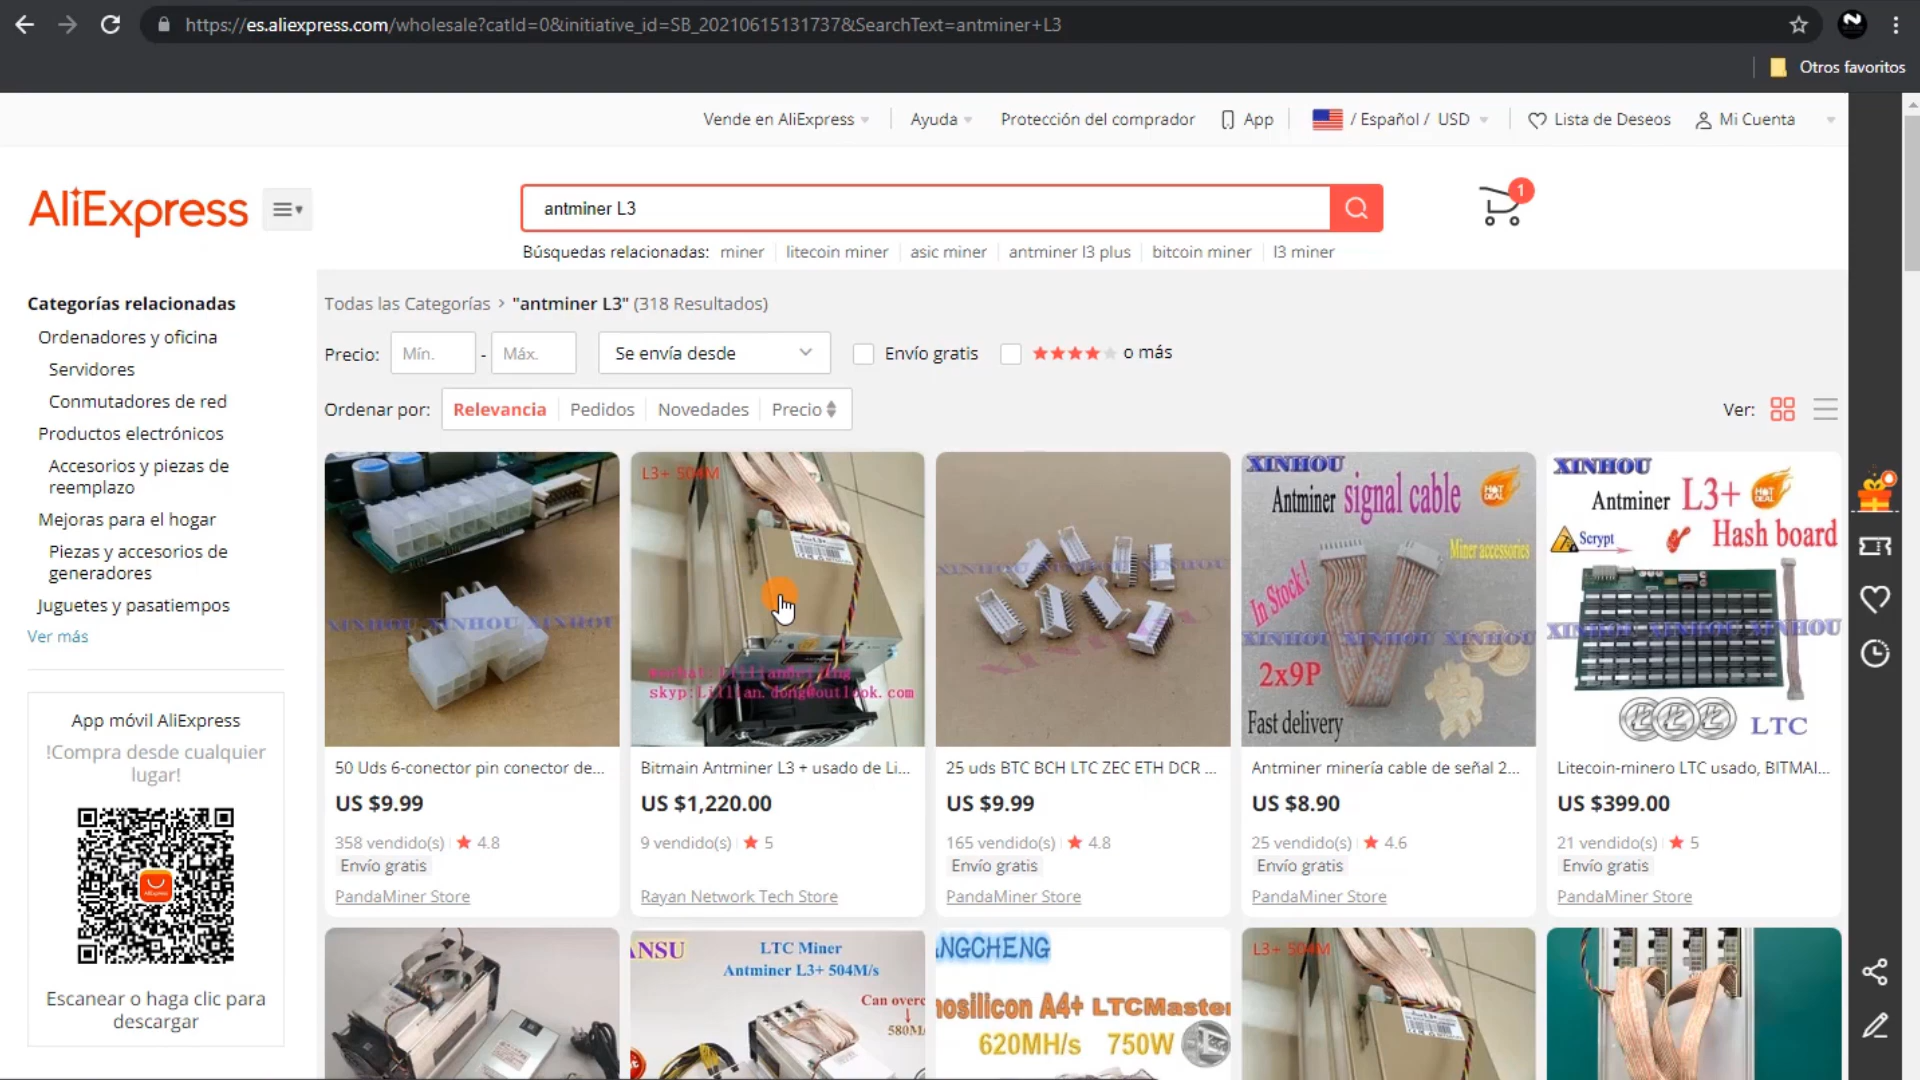 https://es.aliexpress.com/wholesale?catId=0&initiative_id=SB_20210615131737&SearchText=antminer+L3
Otros favoritos
Vende en AliExpress
Ayuda
Protección del comprador
App
/ Español / USD
Lista de Deseos
Mi Cuenta
AliExpress
antminer L3
1
Búsquedas relacionadas: miner litecoin miner asic miner antminer l3 plus bitcoin miner l3 miner
Categorías relacionadas
Ordenadores y oficina
Servidores
Conmutadores de red
Productos electrónicos
Accesorios y piezas de
reemplazo
Mejoras para el hogar
Piezas y accesorios de
generadores
Juguetes y pasatiempos
Ver más
App móvil AliExpress
!Compra desde cualquier
lugar!
Escanear o haga clic para
descargar
Todas las Categorías > "antminer L3" (318 Resultados)
Precio: Mín. - Máx. Se envía desde Envío gratis o más
Ordenar por: Relevancia Pedidos Novedades Precio
Ver:
XINHOU XINHOU XINHOU
50 Uds 6-conector pin conector de...
US $9.99
358 vendido(s) 4.8
Envío gratis
PandaMiner Store
L3+ 504M
skyp:Lillian.dong@outlook.com
Bitmain Antminer L3 + usado de Li...
US $1,220.00
9 vendido(s) 5
Rayan Network Tech Store
XINHOU XINHOU XINHOU
25 uds BTC BCH LTC ZEC ETH DCR ...
US $9.99
165 vendido(s) 4.8
Envío gratis
PandaMiner Store
XINHOU
HOT DEAL
Antminer signal cable
Miner accessories
In Stock!
XINHOU XINHOU XINHOU
2x9P
Fast delivery
Antminer minería cable de señal 2...
US $8.90
25 vendido(s) 4.6
Envío gratis
PandaMiner Store
XINHOU
HOT DEAL
Antminer L3+
Scrypt
Hash board
XINHOU XINHOU XINHOU
LTC
Litecoin-minero LTC usado, BITMAI...
US $399.00
21 vendido(s) 5
Envío gratis
PandaMiner Store
ANSU
LTC Miner
Antminer L3+ 504M/s
Can overc
580M
ANGCHENG
nosilicon A4+ LTCMaster
620MH/s 750W
L3+ 504M